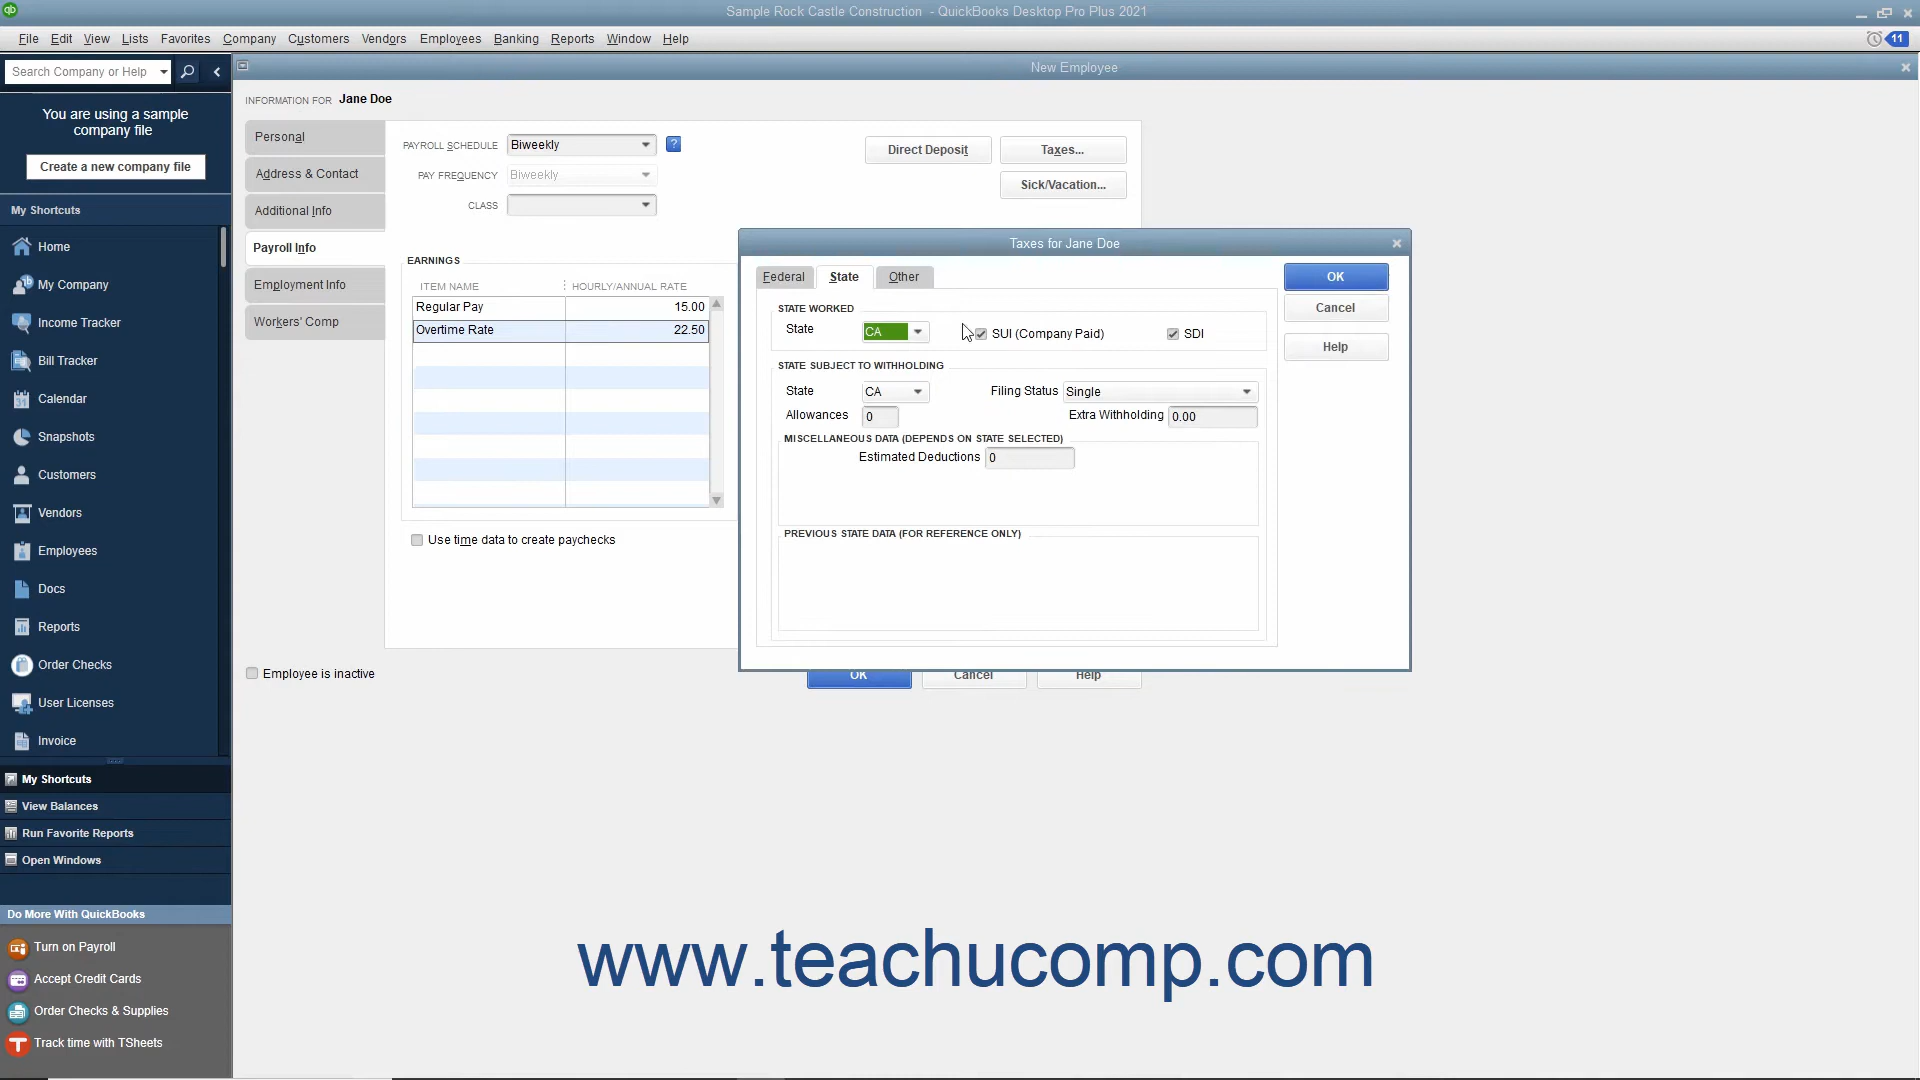 Sample Rock Castle Construction - QuickBooks Desktop Pro Plus 2021
File Edit View Lists Favorites Company Customers Vendors Employees Banking Reports Window Help
11
Search Company or Help
New Employee
You are using a sample
company file
Create a new company file
My Shortcuts
Home
My Company
Income Tracker
Bill Tracker
Calendar
Snapshots
Customers
Vendors
Employees
Docs
Reports
Order Checks
User Licenses
Invoice
My Shortcuts
View Balances
Run Favorite Reports
Open Windows
Do More With QuickBooks
Turn on Payroll
Accept Credit Cards
Order Checks & Supplies
Track time with TSheets
INFORMATION FOR Jane Doe
Personal
Address & Contact
Additional Info
Payroll Info
Employment Info
Workers' Comp
PAYROLL SCHEDULE Biweekly ?
PAY FREQUENCY Biweekly
CLASS
Direct Deposit
Taxes...
Sick/Vacation...
EARNINGS
ITEM NAME HOURLY/ANNUAL RATE
Regular Pay 15.00
Overtime Rate 22.50
Use time data to create paychecks
Employee is inactive
OK Cancel Help
Taxes for Jane Doe
Federal State Other
OK
Cancel
Help
STATE WORKED
State CA SUI (Company Paid) SDI
STATE SUBJECT TO WITHHOLDING
State CA Filing Status Single
Allowances 0 Extra Withholding 0.00
MISCELLANEOUS DATA (DEPENDS ON STATE SELECTED)
Estimated Deductions 0
PREVIOUS STATE DATA (FOR REFERENCE ONLY)
www.teachucomp.com